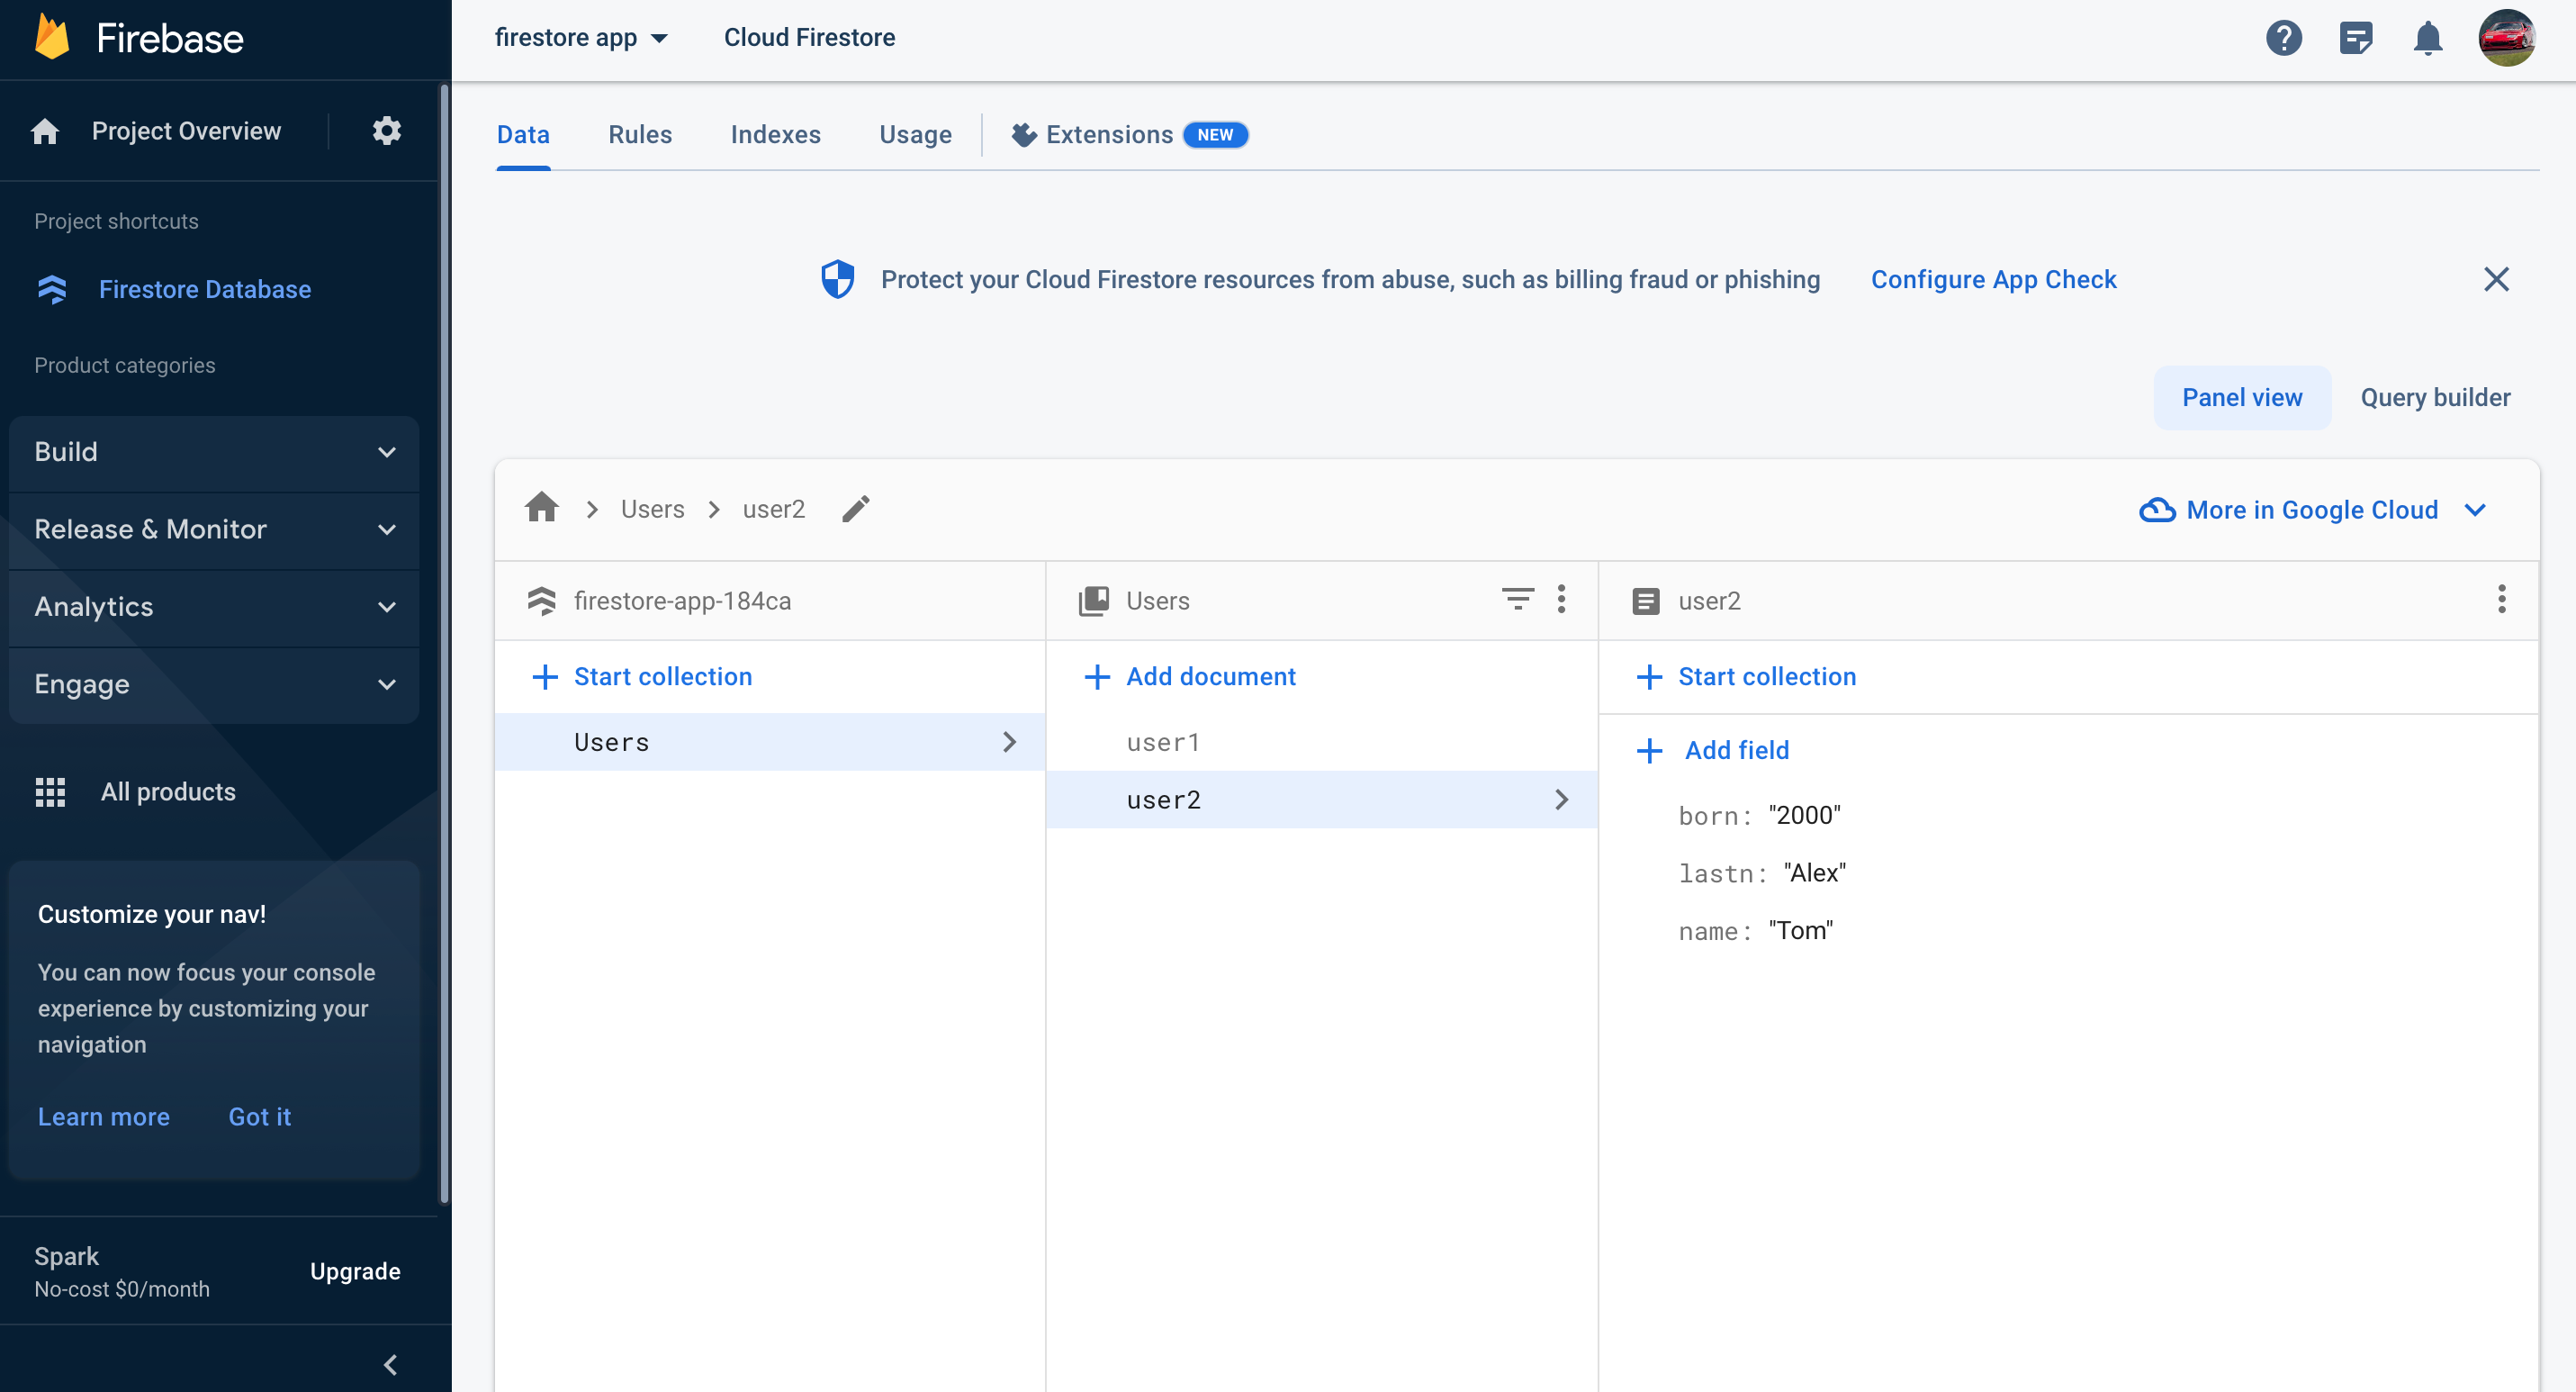 Firebase
firestore app
Cloud Firestore
Project Overview
Project shortcuts
Firestore Database
Product categories
Build
Release & Monitor
Analytics
Engage
All products
Customize your nav!
You can now focus your console
experience by customizing your
navigation
Learn more
Got it
Spark
No-cost $0/month
Upgrade
Data
Rules
Indexes
Usage
Extensions
NEW
Protect your Cloud Firestore resources from abuse, such as billing fraud or phishing
Configure App Check
Panel view
Query builder
Users
user2
More in Google Cloud
firestore-app-184ca
Start collection
Users
Users
Add document
user1
user2
user2
Start collection
Add field
born: "2000"
lastn: "Alex"
name: "Tom"